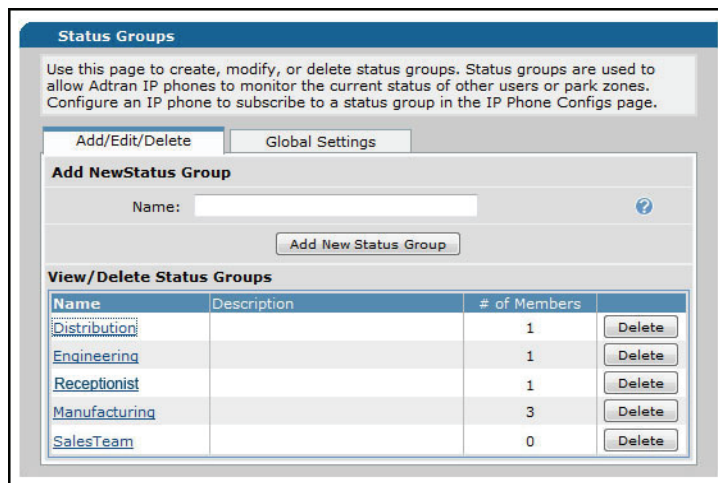 Status Groups
Use this page to create, modify, or delete status groups. Status groups are used to
allow Adtran IP phones to monitor the current status of other users or park zones.
Configure an IP phone to subscribe to a status group in the IP Phone Configs page.
Add/Edit/Delete Global Settings
Add NewStatus Group
Name: ?
Add New Status Group
View/Delete Status Groups
Name Description # of Members
Distribution 1 Delete
Engineering 1 Delete
Receptionist 1 Delete
Manufacturing 3 Delete
SalesTeam 0 Delete